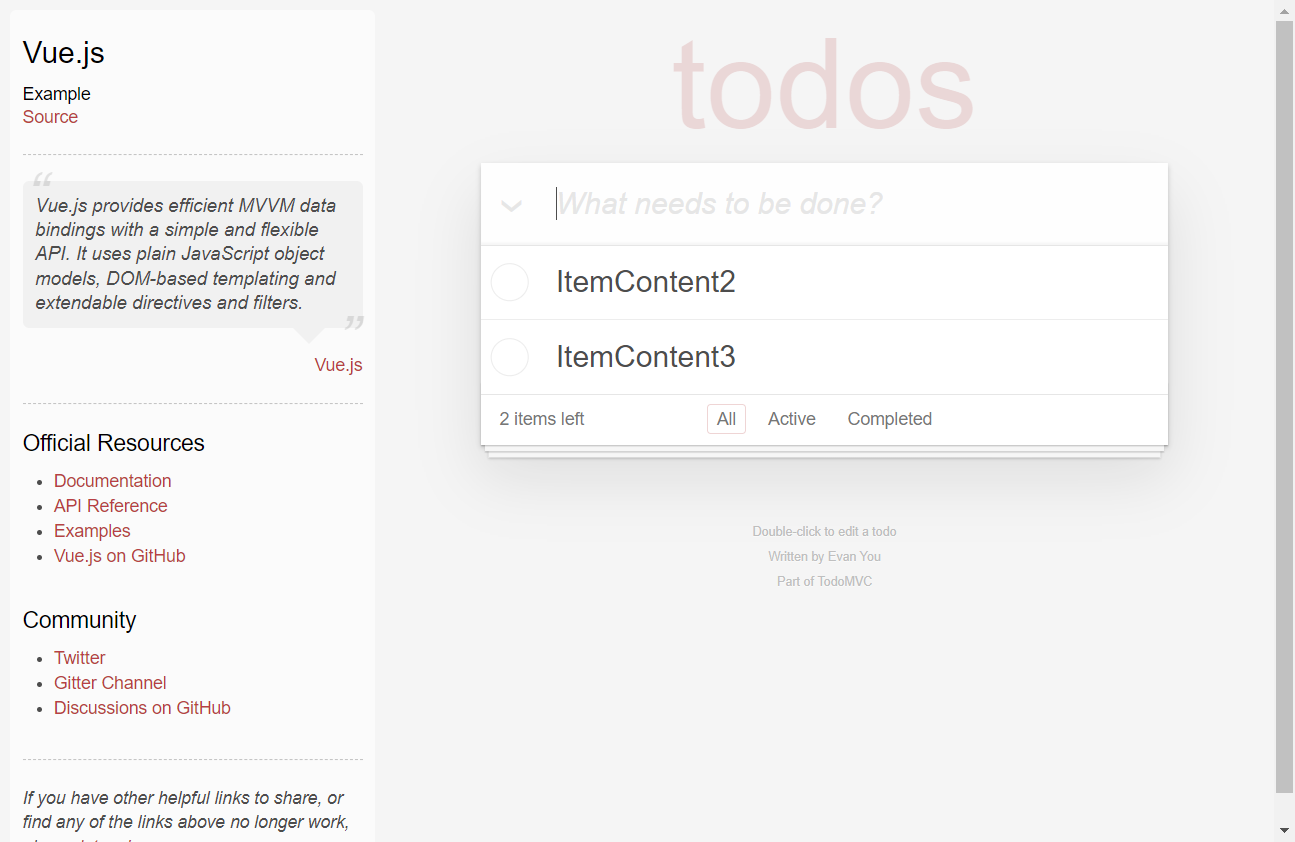 Vue.js
Example
Source
“
Vue.js provides efficient MVVM data
bindings with a simple and flexible
API. It uses plain JavaScript object
models, DOM-based templating and
extendable directives and filters.
”
Vue.js
Official Resources
Documentation
API Reference
Examples
Vue.js on GitHub
Community
Twitter
Gitter Channel
Discussions on GitHub
If you have other helpful links to share, or
find any of the links above no longer work,
todos
What needs to be done?
ItemContent2
ItemContent3
2 items left All Active Completed
Double-click to edit a todo
Written by Evan You
Part of TodoMVC